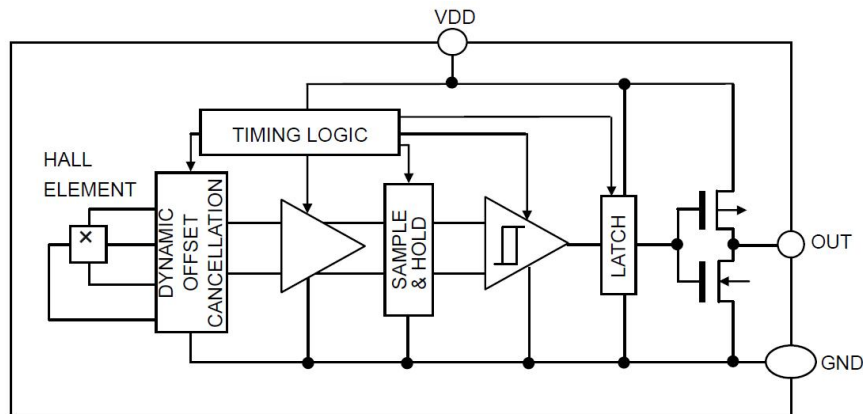 VDD
TIMING LOGIC
HALL
ELEMENT
DYNAMIC
OFFSET
CANCELLATION
SAMPLE
& HOLD
LATCH
OUT
GND